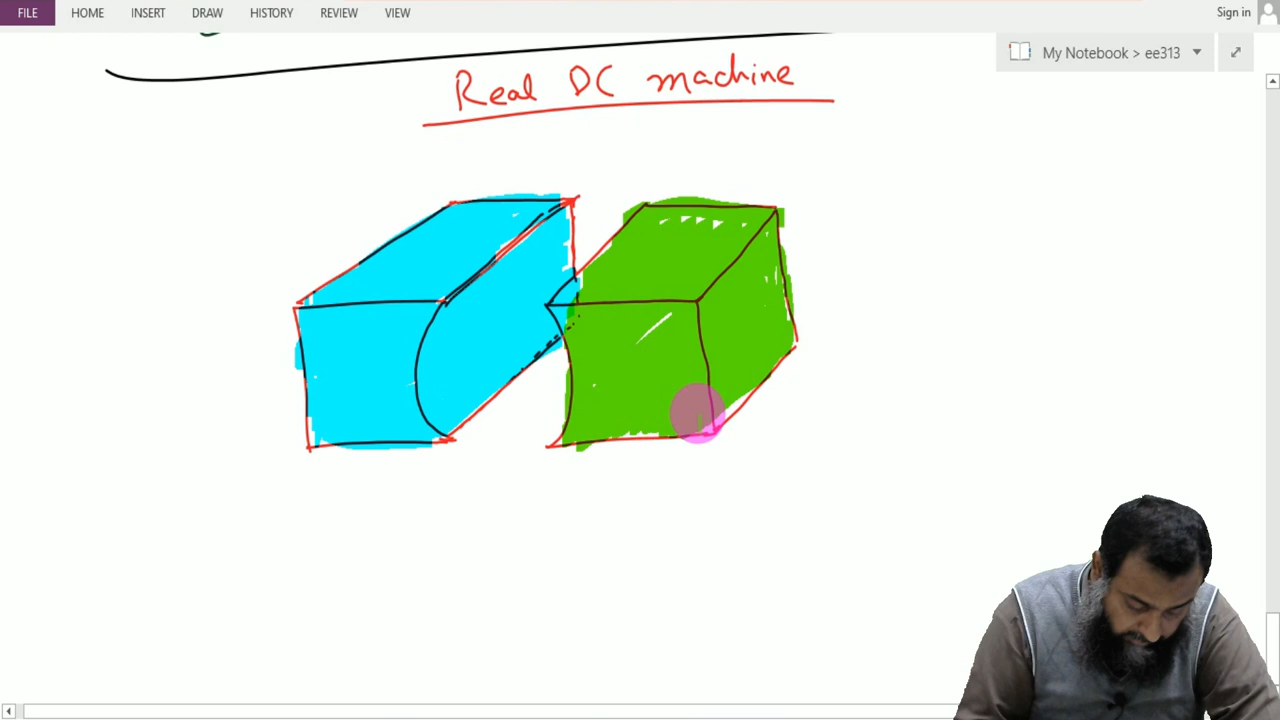 FILE HOME INSERT DRAW HISTORY REVIEW VIEW
Sign in
My Notebook > ee313
Real DC machine